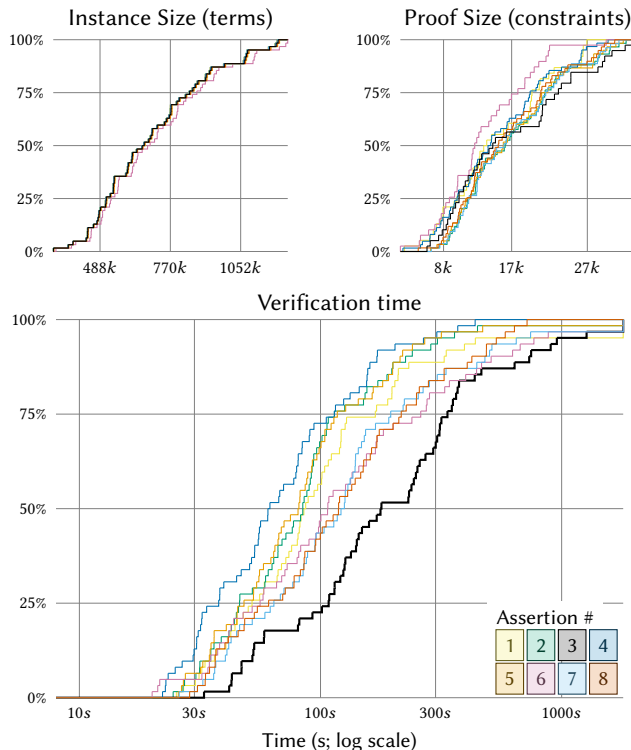 Instance Size (terms)
Proof Size (constraints)
100%
75%
50%
25%
0%
488k
770k
1052k
100%
75%
50%
25%
0%
8k
17k
27k
Verification time
100%
75%
50%
25%
0%
Assertion #
1 2 3 4
5 6 7 8
10s
30s
100s
300s
1000s
Time (s; log scale)